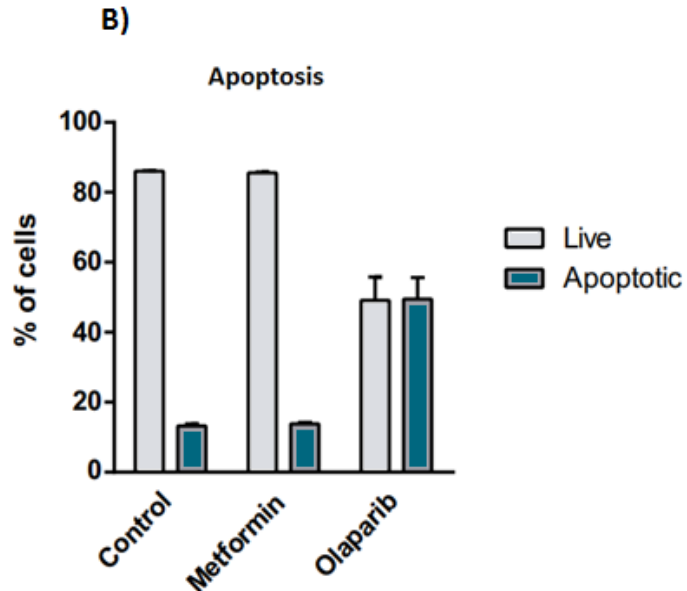 B)
Apoptosis
% of cells
100
80
60
40
20
0
Control
Metformin
Olaparib
Live
Apoptotic